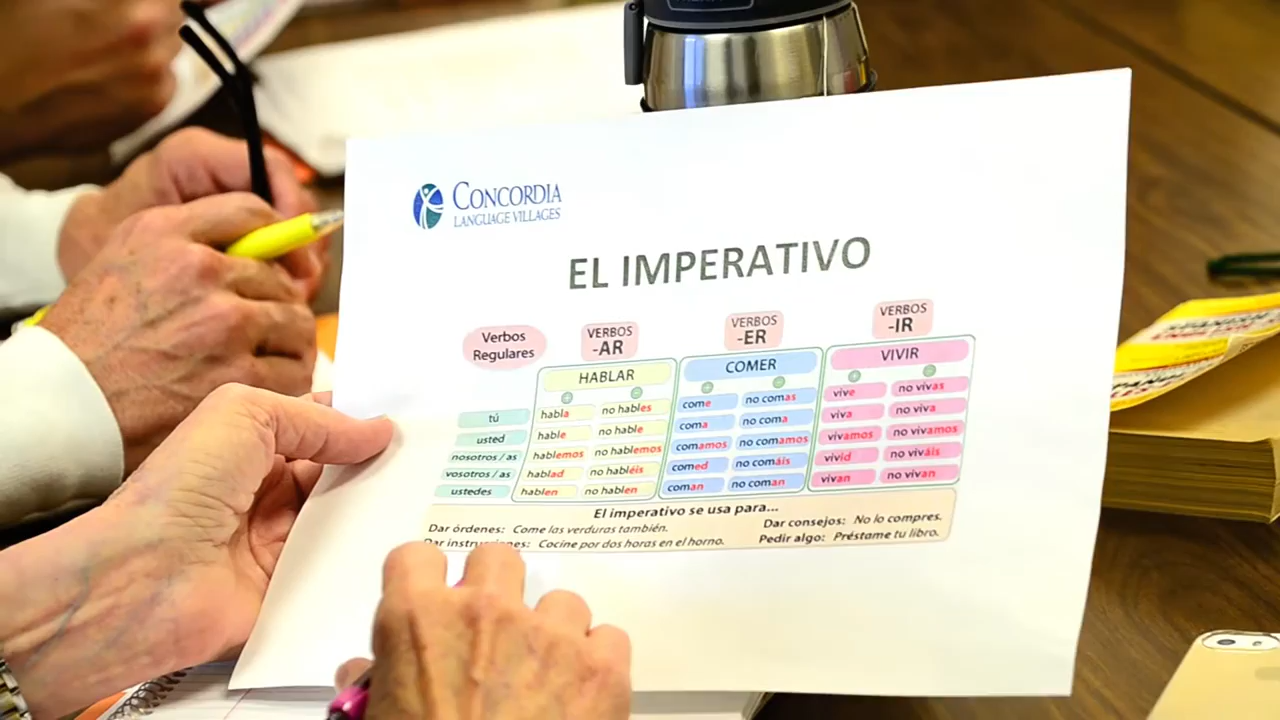 CONCORDIA
LANGUAGE VILLAGES
EL IMPERATIVO
Verbos
Regulares
VERBOS
-AR
VERBOS
-ER
VERBOS
-IR
HABLAR
COMER
VIVIR
+ - + - + -
tú habla no hables come no comas vive no vivas
usted hable no hable coma no coma viva no viva
nosotros / as hablemos no hablemos comamos no comamos vivamos no vivamos
vosotros / as hablad no habléis comed no comáis vivid no viváis
ustedes hablen no hablen coman no coman vivan no vivan
El imperativo se usa para...
Dar órdenes: Come las verduras también. Dar consejos: No lo compres.
Dar instrucciones: Cocine por dos horas en el horno. Pedir algo: Préstame tu libro.